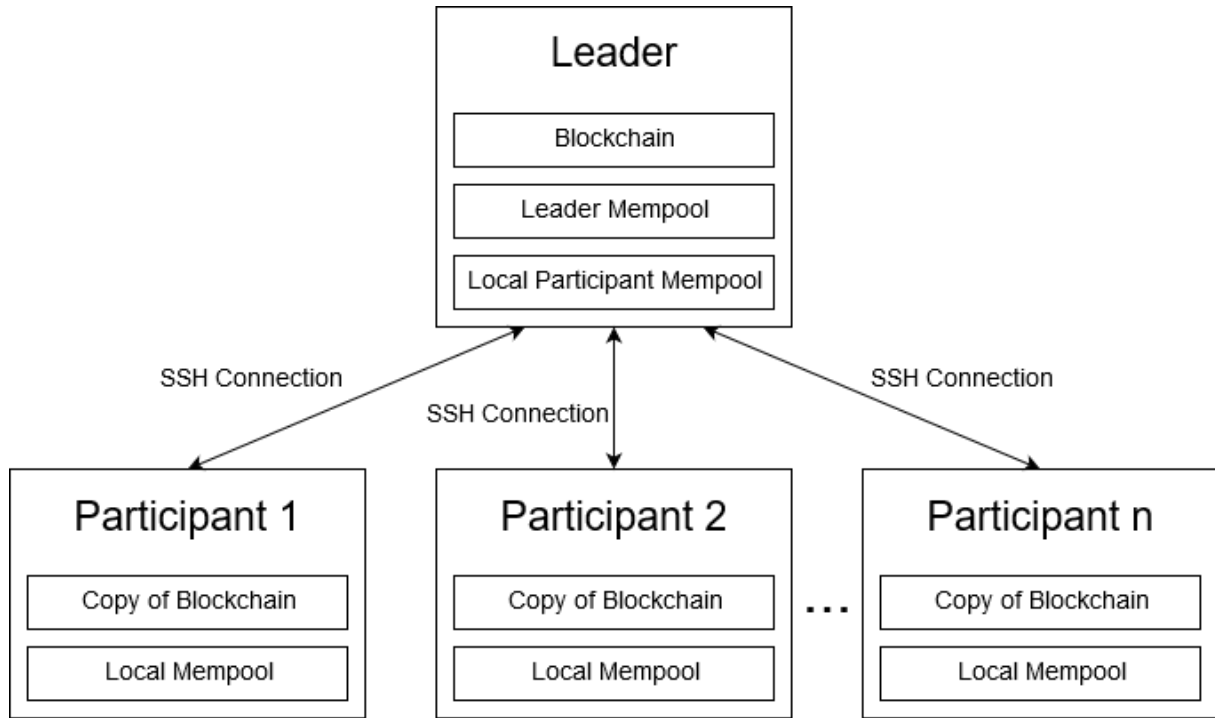 Leader
Blockchain
Leader Mempool
Local Participant Mempool
SSH Connection
SSH Connection
SSH Connection
Participant 1
Copy of Blockchain
Local Mempool
Participant 2
Copy of Blockchain
Local Mempool
...
Participant n
Copy of Blockchain
Local Mempool